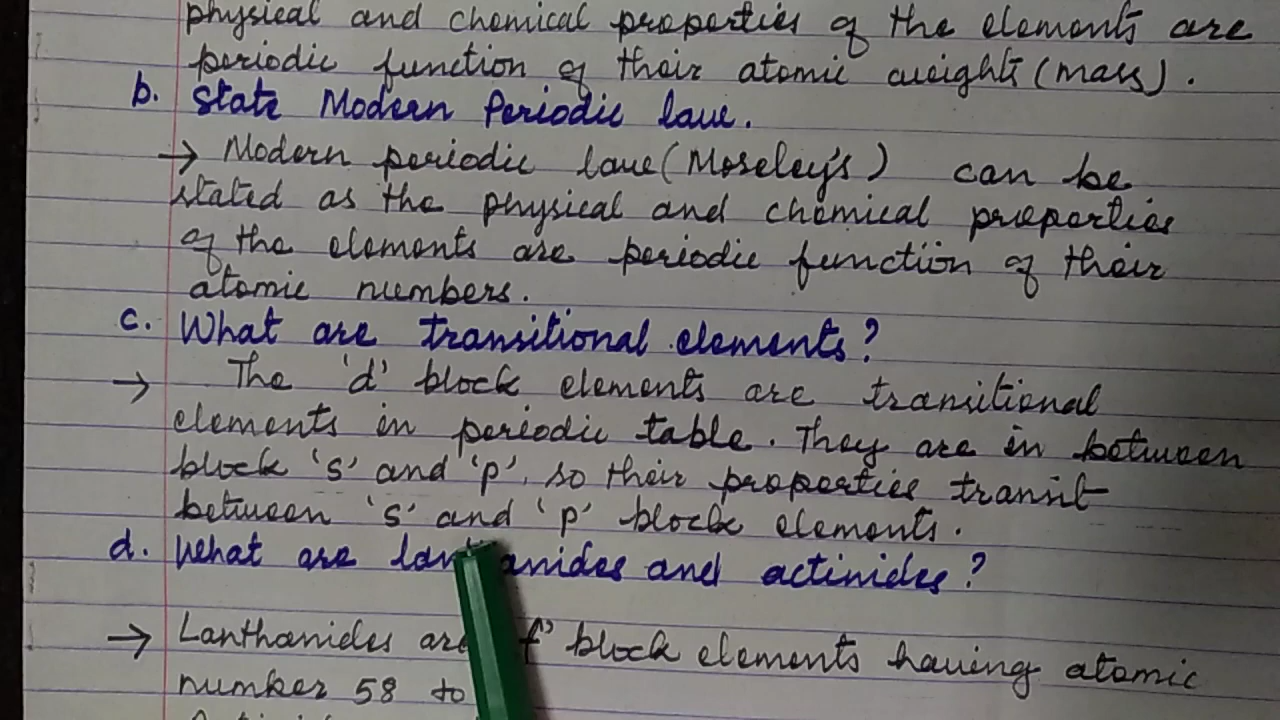 physical and chemical properties of the elements are
periodic function of their atomic weight (mass).
b. State Modern Periodic law.
→ Modern periodic law (Moseley's) can be
stated as the physical and chemical properties
of the elements are periodic function of their
atomic numbers.
c. What are transitional elements?
→ The 'd' block elements are transitional
elements in periodic table. They are in between
block 's' and 'p', so their properties transit
between 's' and 'p' block elements.
d. What are lanthanides and actinides?
→ Lanthanides are f' block elements having atomic
number 58 to